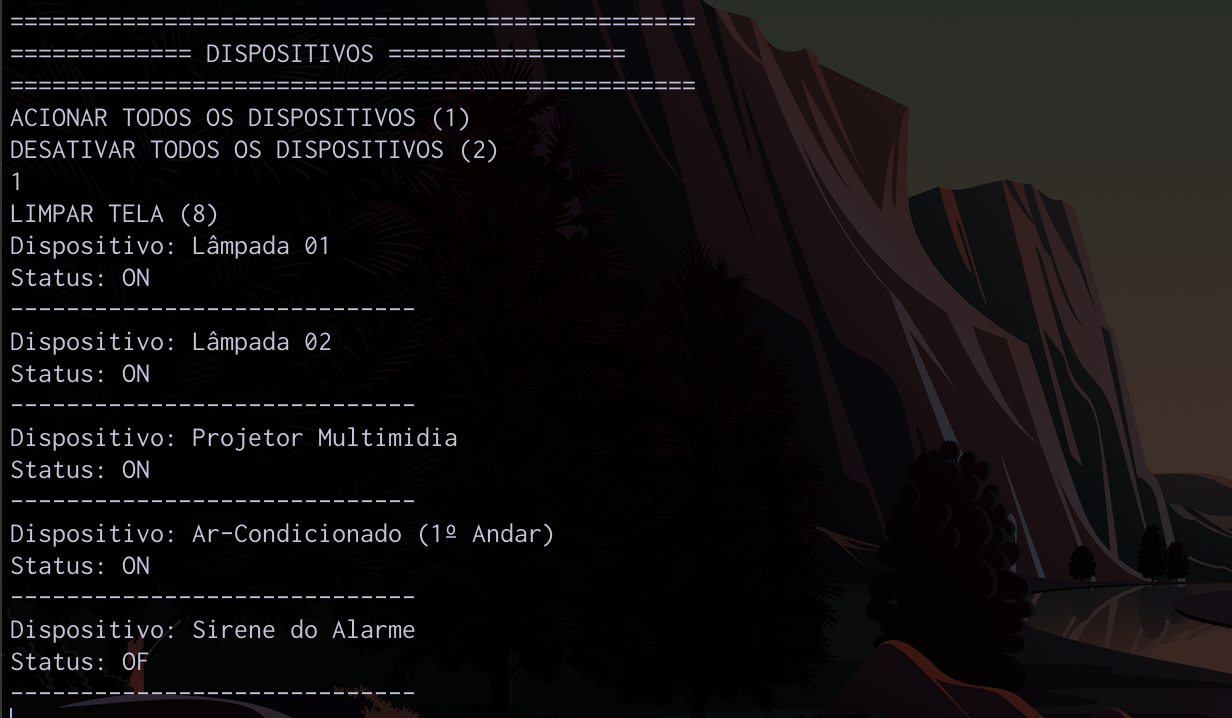 =================================================
============= DISPOSITIVOS =================
=================================================
ACIONAR TODOS OS DISPOSITIVOS (1)
DESATIVAR TODOS OS DISPOSITIVOS (2)
1
LIMPAR TELA (8)
Dispositivo: Lâmpada 01
Status: ON
-----------------------------
Dispositivo: Lâmpada 02
Status: ON
-----------------------------
Dispositivo: Projetor Multimidia
Status: ON
-----------------------------
Dispositivo: Ar-Condicionado (1º Andar)
Status: ON
-----------------------------
Dispositivo: Sirene do Alarme
Status: OF
-----------------------------